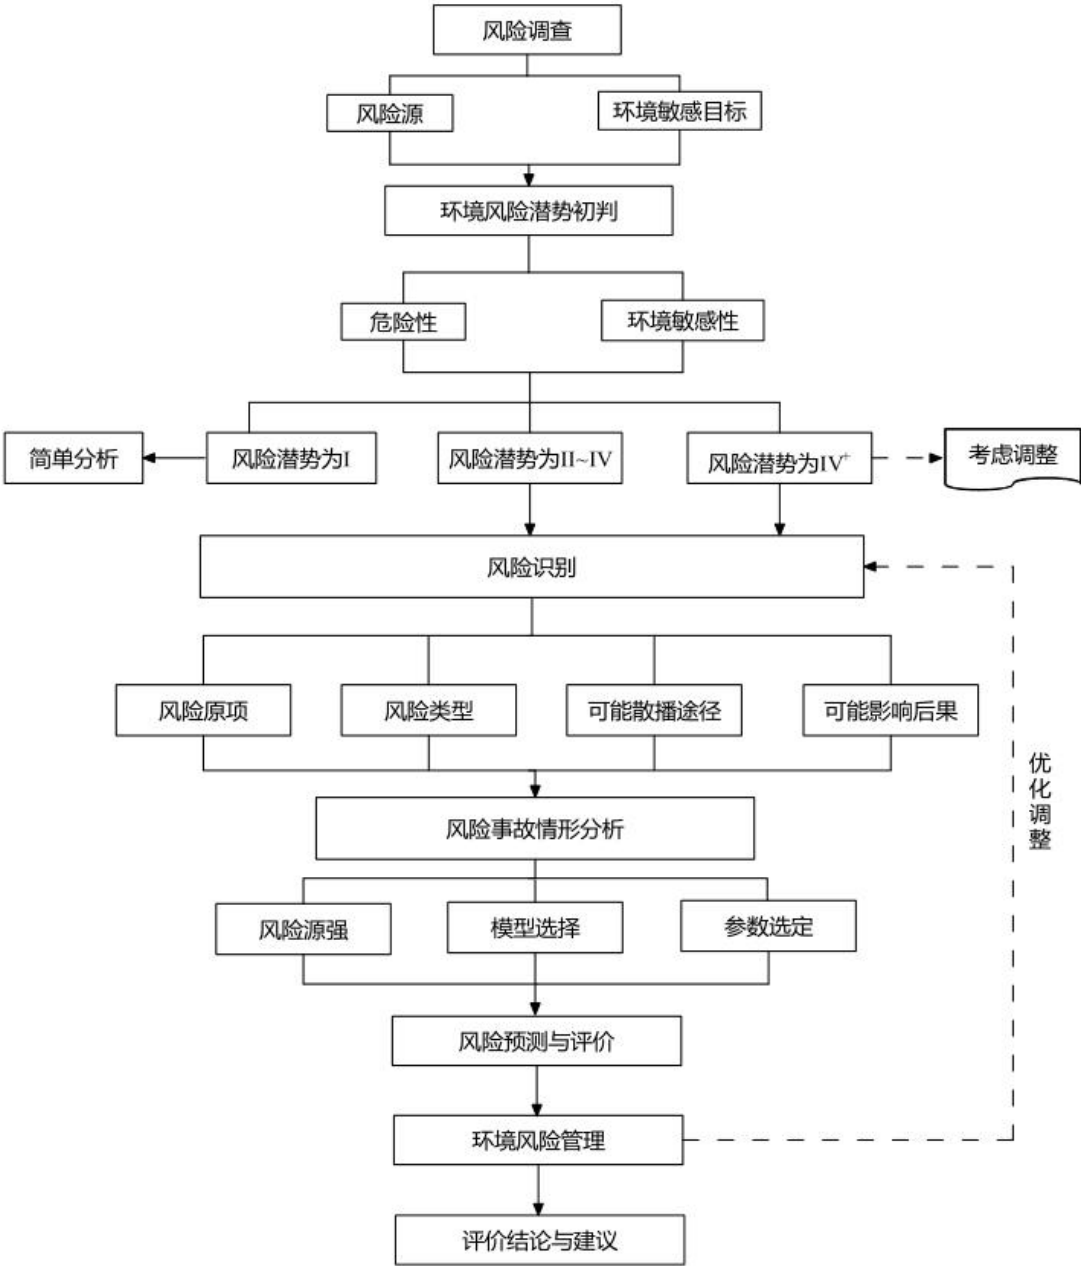 风险调查
风险源
环境敏感目标
环境风险潜势初判
危险性
环境敏感性
简单分析
风险潜势为I
风险潜势为II~IV
风险潜势为IV⁺
考虑调整
风险识别
风险原项
风险类型
可能散播途径
可能影响后果
优化调整
风险事故情形分析
风险源强
模型选择
参数选定
风险预测与评价
环境风险管理
评价结论与建议